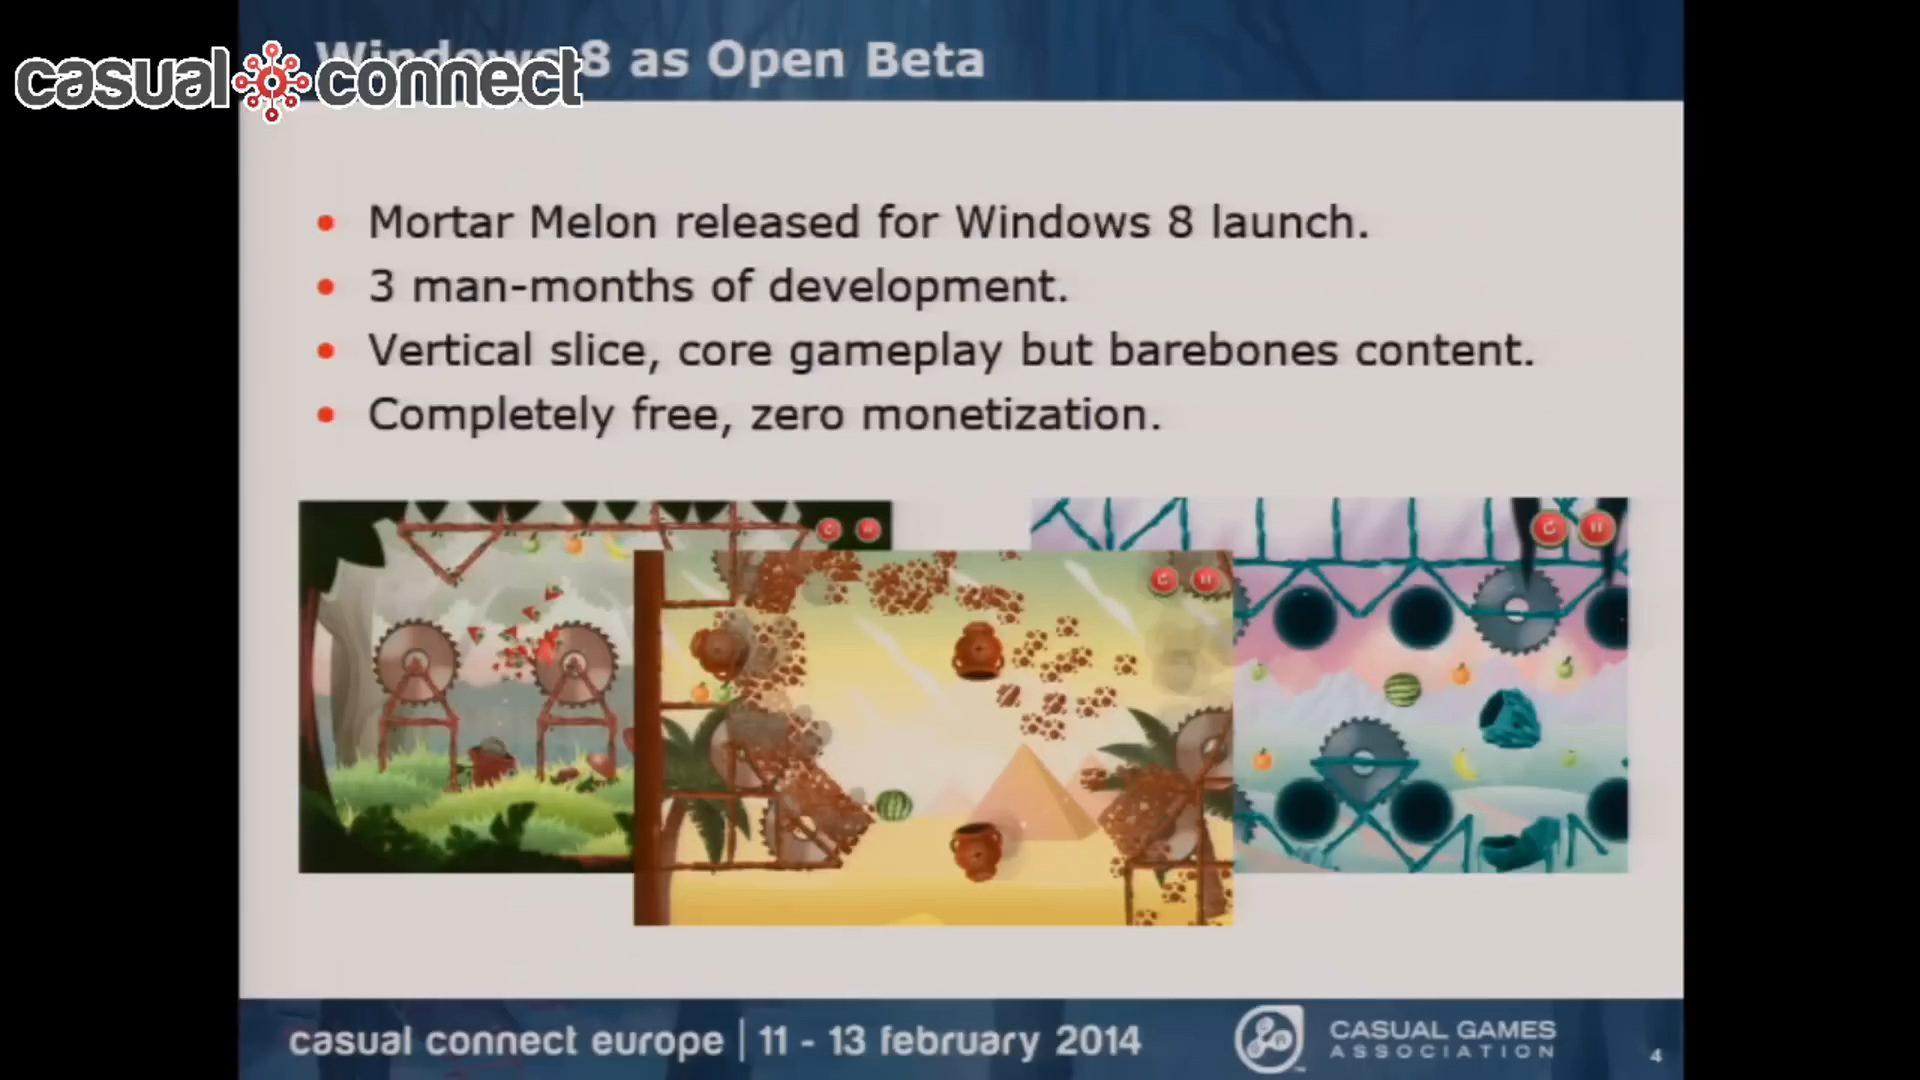 Windows 8 as Open Beta
casual connect
Mortar Melon released for Windows 8 launch.
3 man-months of development.
Vertical slice, core gameplay but barebones content.
Completely free, zero monetization.
casual connect europe | 11 - 13 february 2014
CASUAL GAMES
ASSOCIATION
4